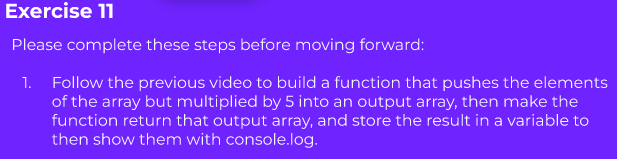 Exercise 11
Please complete these steps before moving forward:
1. Follow the previous video to build a function that pushes the elements
of the array but multiplied by 5 into an output array, then make the
function return that output array, and store the result in a variable to
then show them with console.log.